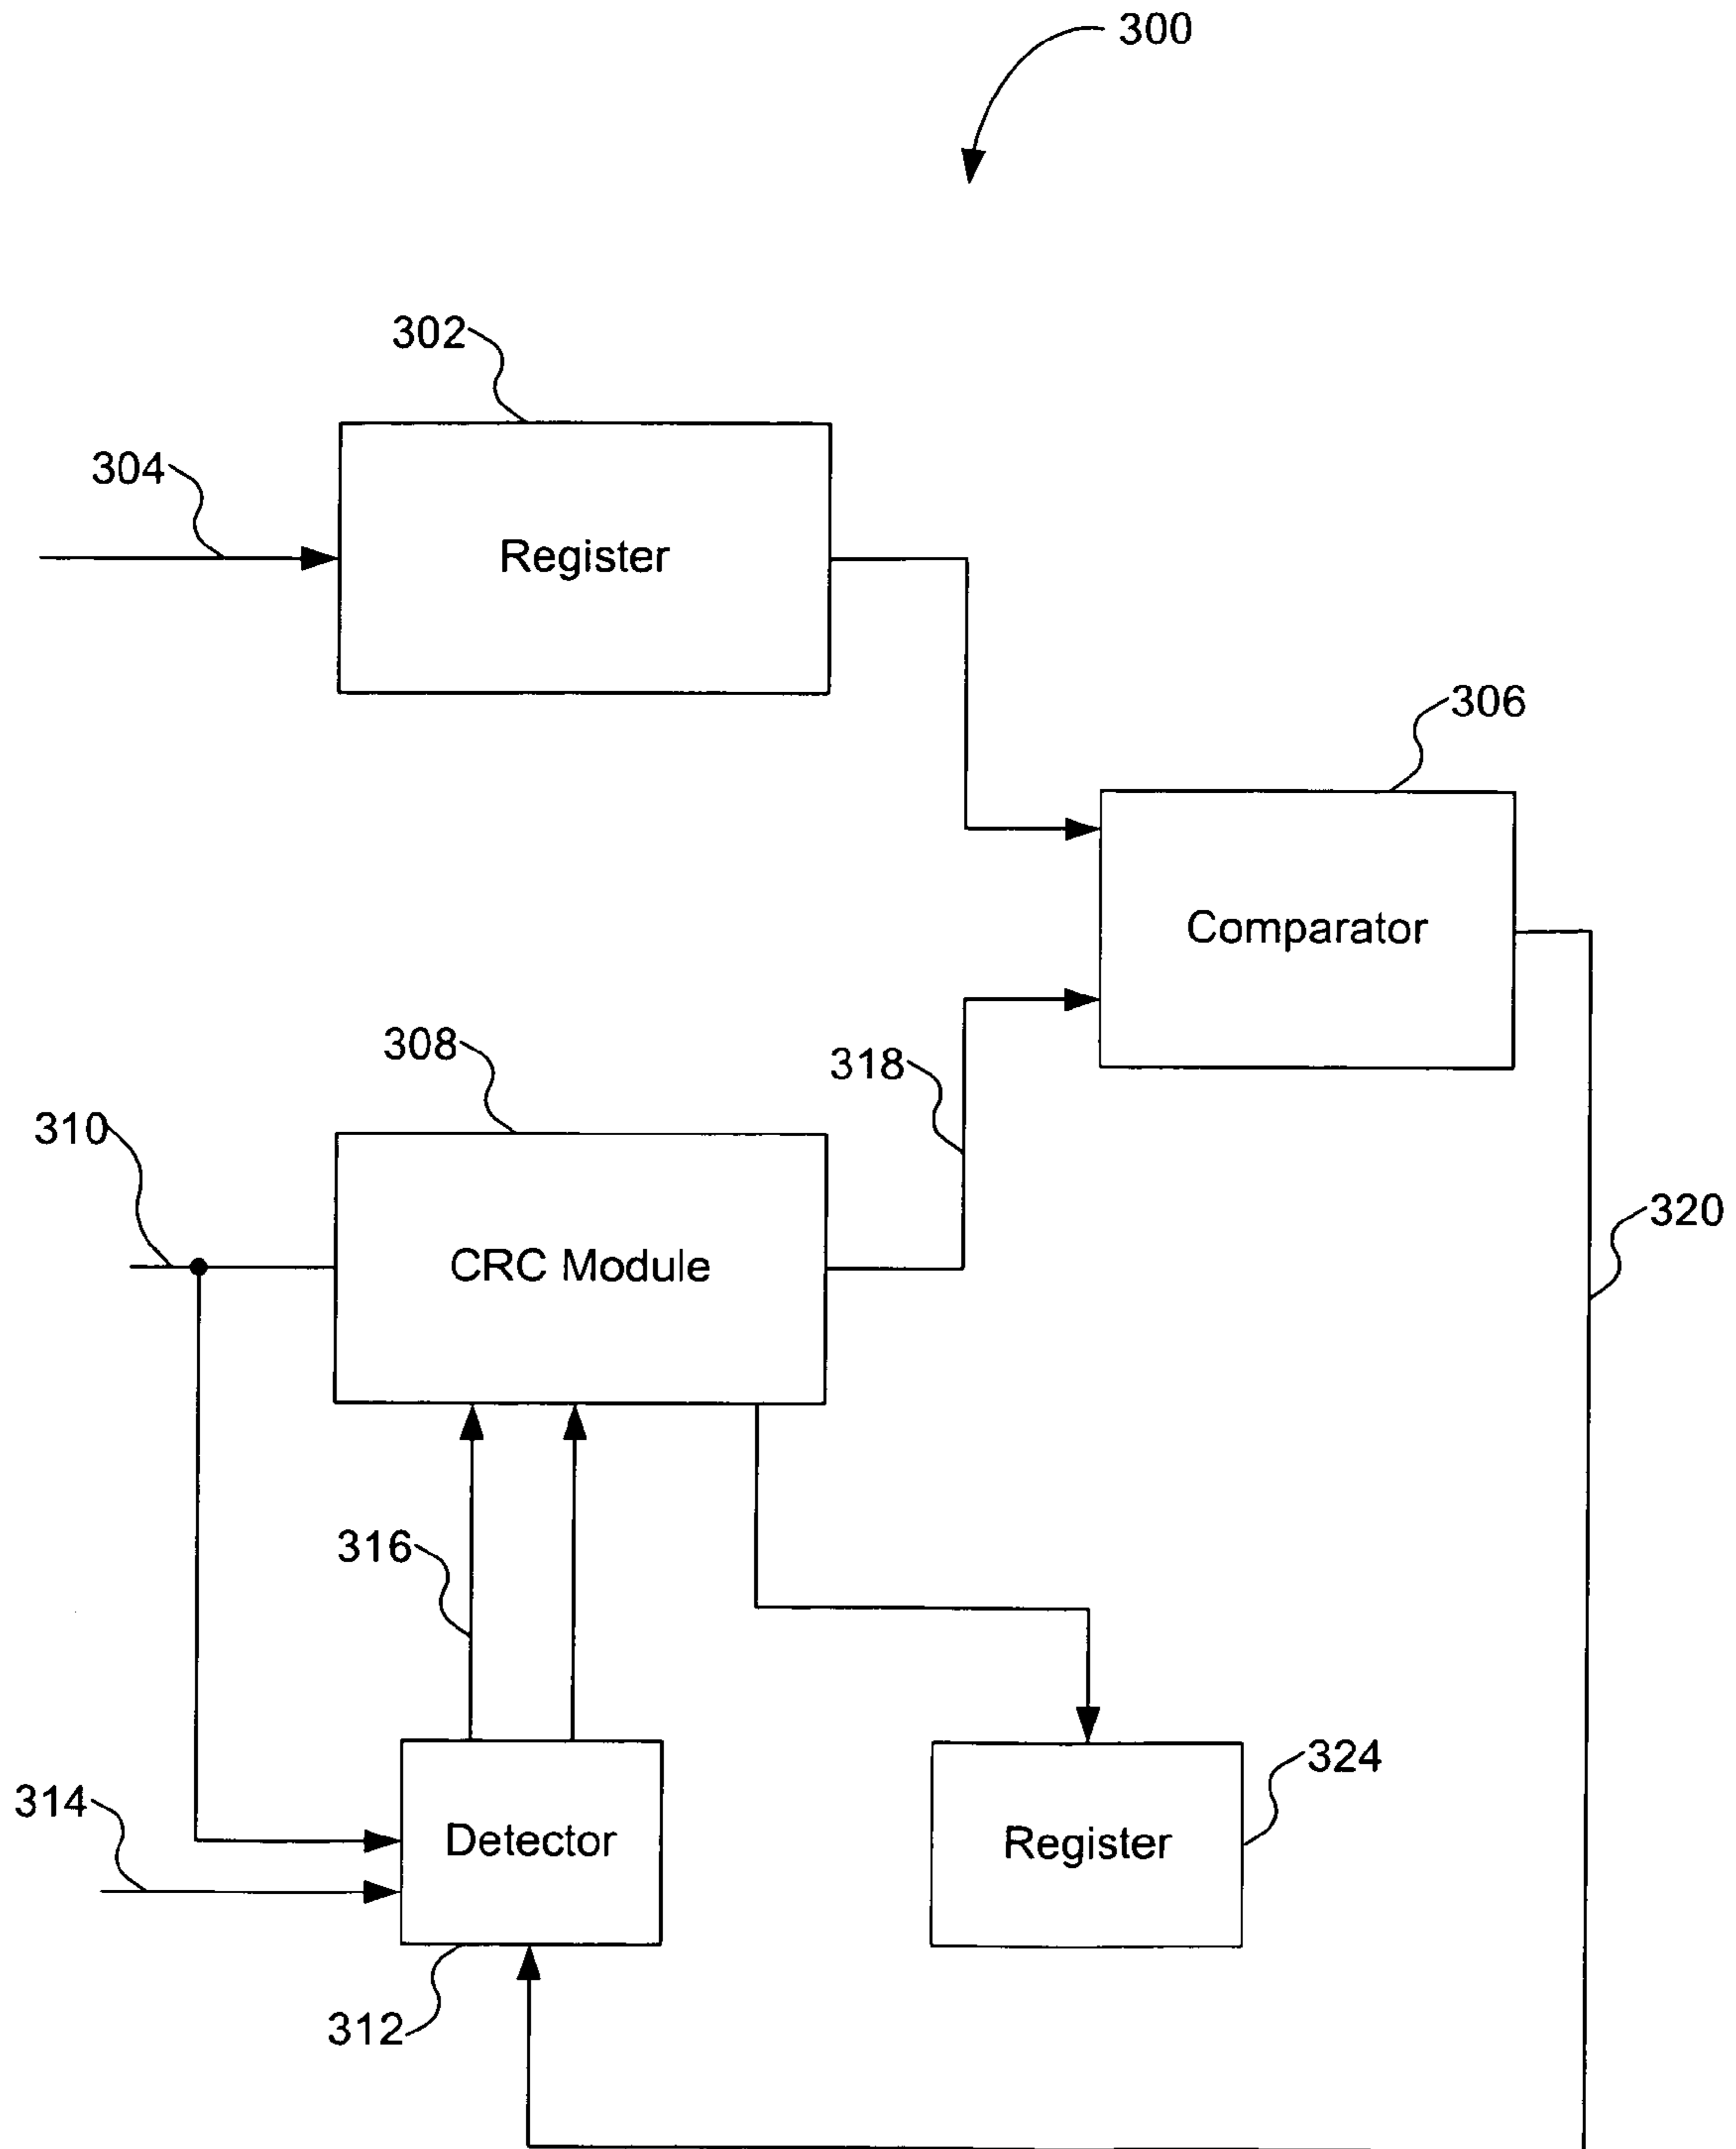 300
302
304
Register
306
Comparator
308
318
310
320
CRC Module
316
324
314
Detector
Register
312